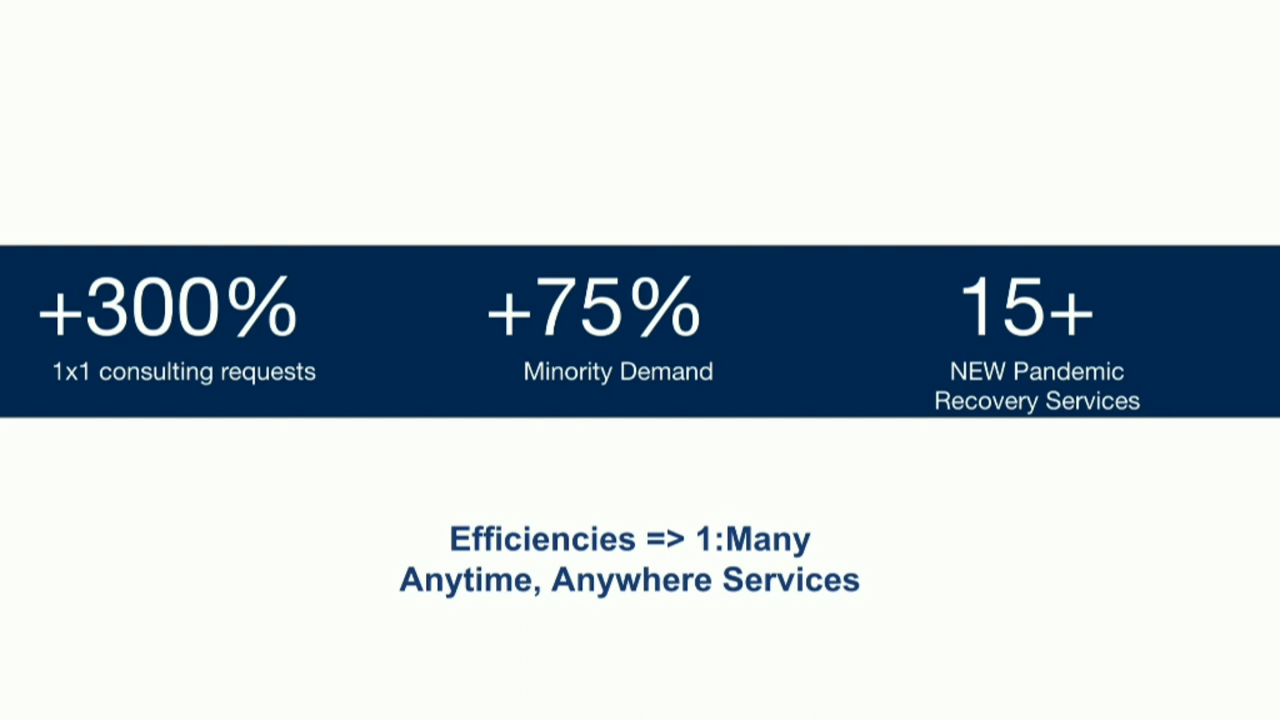 +300%
1x1 consulting requests
+75%
Minority Demand
15+
NEW Pandemic
Recovery Services
Efficiencies => 1:Many
Anytime, Anywhere Services